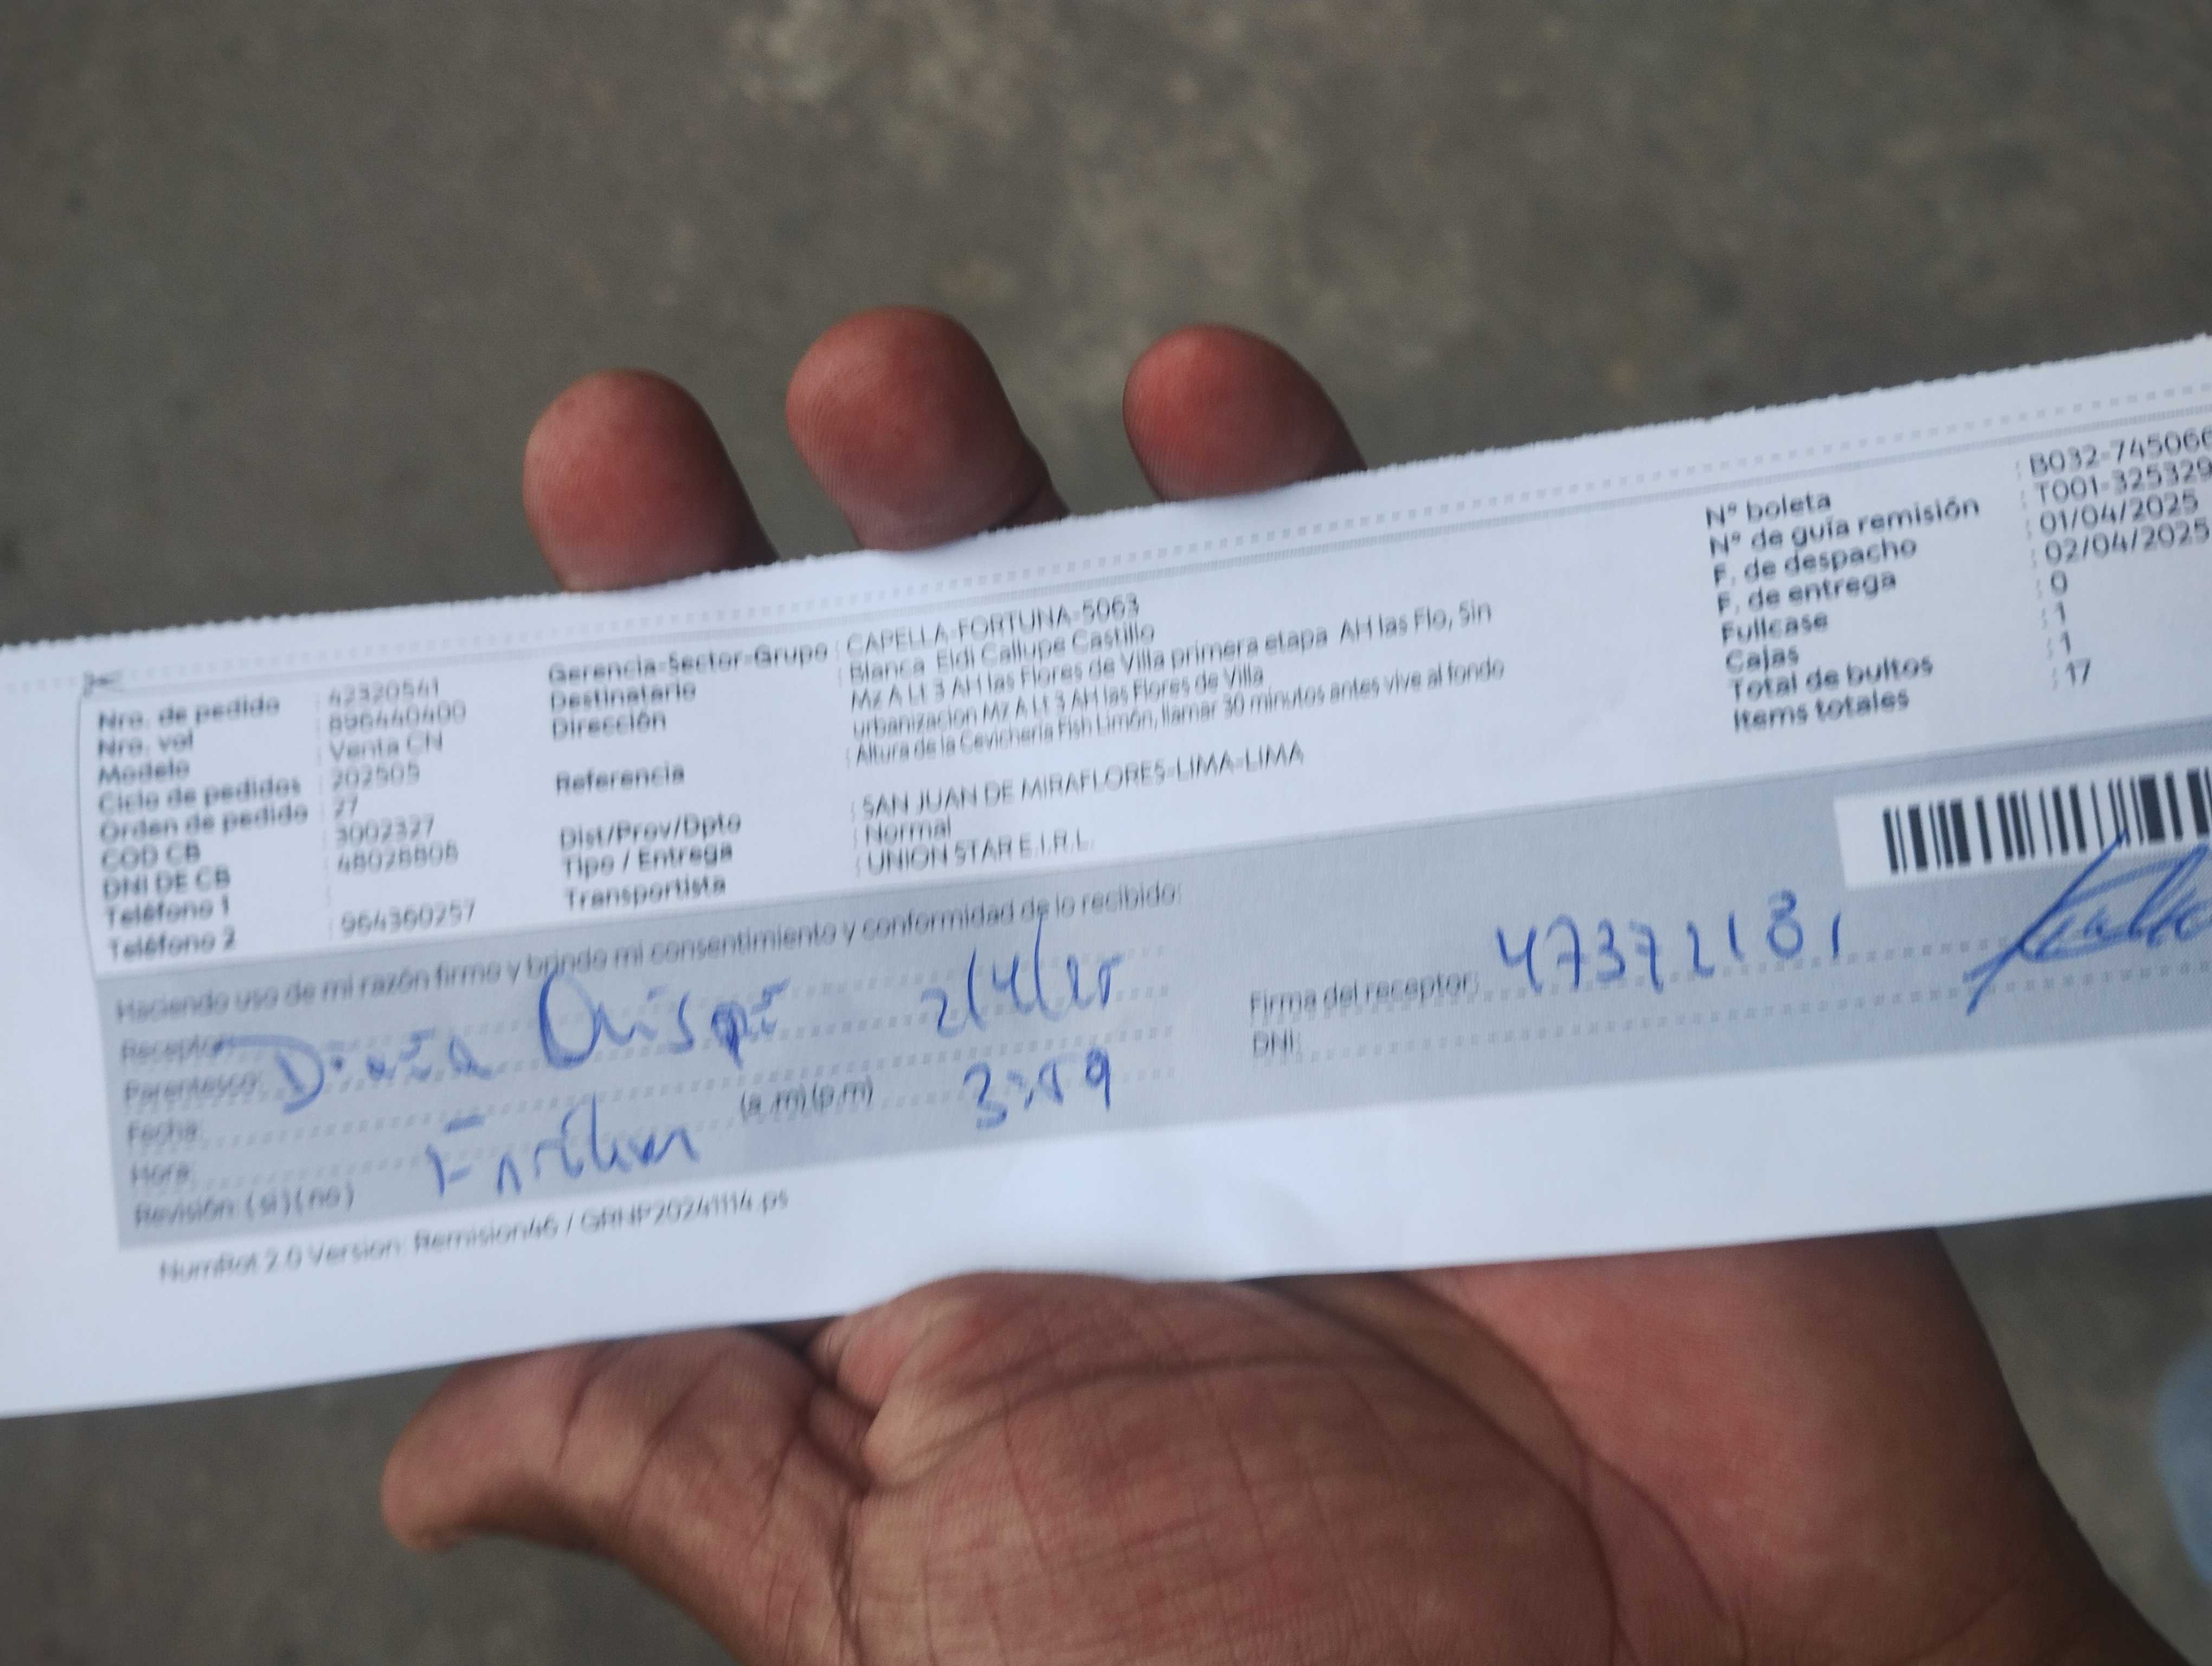 Nro. de pedido : 42320541
Nro. val : 896440400
Modelo : Venta CN
Ciclo de pedidos : 202505
Orden de pedido : 27
COD CB : 3002327
DNI DE CB : 48028808
Teléfono 1
Teléfono 2 : 964360257
Gerencia-Sector-Grupo : CAPELLA-FORTUNA-5063
Destinatario : Blanca Eldi Callupe Castillo
Dirección : Mz A Lt 3 AH las Flores de Villa primera etapa AH las Flo, Sin
urbanizacion Mz A Lt 3 AH las Flores de Villa
Referencia : Altura de la Cevicheria Fish Limón, llamar 30 minutos antes vive al fondo
Dist/Prov/Dpto : SAN JUAN DE MIRAFLORES-LIMA-LIMA
Tipo / Entrega : Normal
Transportista : UNION STAR E.I.R.L.
N° boleta : B032-745066
N° de guía remisión : T001-325329
F. de despacho : 01/04/2025
F. de entrega : 02/04/2025
Fullcase : 0
Cajas : 1
Total de bultos : 1
Items totales : 17
Haciendo uso de mi razón firmo y brindo mi consentimiento y conformidad de lo recibido:
Receptor:
Parentesco: Diana Quispe 2/4/25
Fecha:
Hora: (a.m)(p.m) 3:59
Revisión: (si)(no)
Firma del receptor: 47372181
DNI:
NumRot 2.0 Version: Remision46 / GRNP20241114.ps